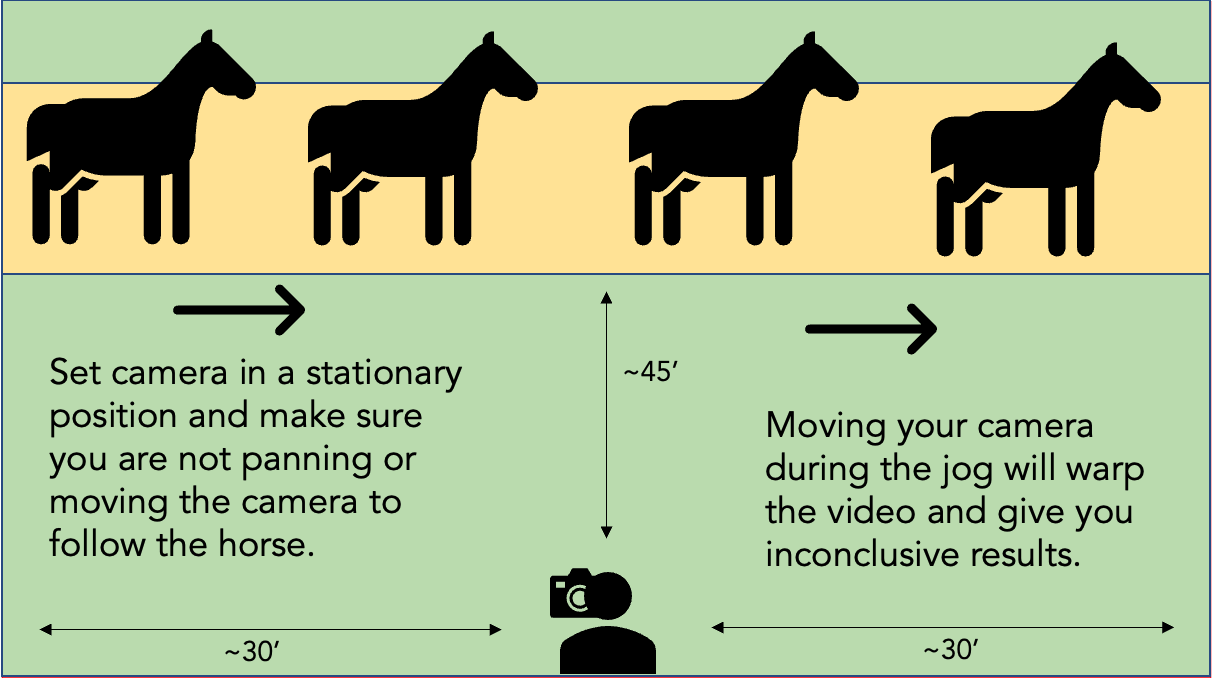 ~45’
Set camera in a stationary
position and make sure
you are not panning or
moving the camera to
follow the horse.
Moving your camera
during the jog will warp
the video and give you
inconclusive results.
~30’
~30’